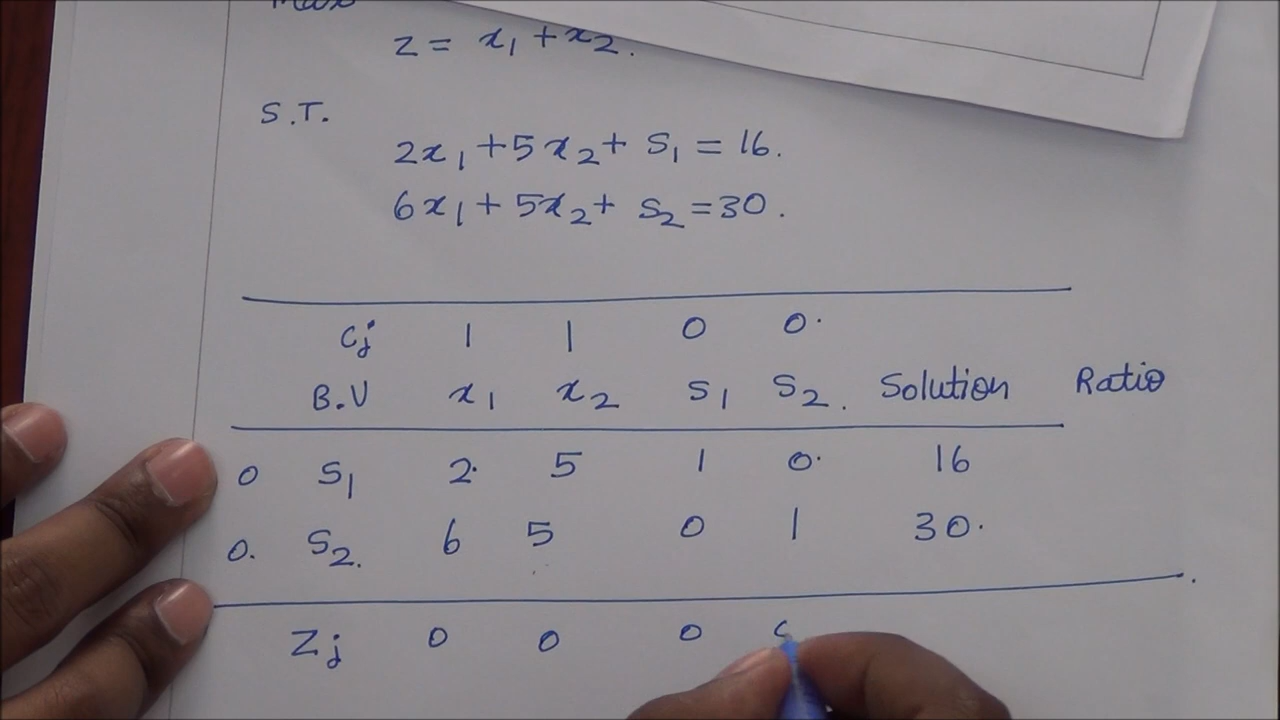 Max
z = x₁ + x₂.
S.T.
2x₁ + 5x₂ + S₁ = 16.
6x₁ + 5x₂ + S₂ = 30.
Cj 1 1 0 0.
B.V x₁ x₂ S₁ S₂. Solution Ratio
0 S₁ 2. 5 1 0. 16
0. S₂. 6 5 0 1 30.
Zj 0 0 0